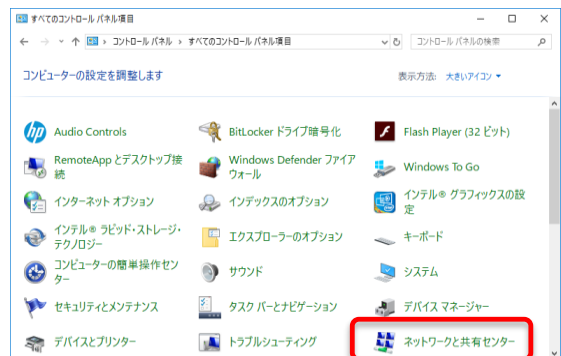 すべてのコントロール パネル項目
コントロール パネル › すべてのコントロール パネル項目
コントロール パネルの検索
コンピューターの設定を調整します
表示方法: 大きいアイコン
hp
Audio Controls
BitLocker ドライブ暗号化
Flash Player (32 ビット)
RemoteApp とデスクトップ接
続
Windows Defender ファイア
ウォール
Windows To Go
インターネット オプション
インデックスのオプション
インテル® グラフィックスの設
定
インテル® ラピッド・ストレージ・
テクノロジー
エクスプローラーのオプション
キーボード
コンピューターの簡単操作セン
ター
サウンド
システム
セキュリティとメンテナンス
タスク バーとナビゲーション
デバイス マネージャー
デバイスとプリンター
トラブルシューティング
ネットワークと共有センター